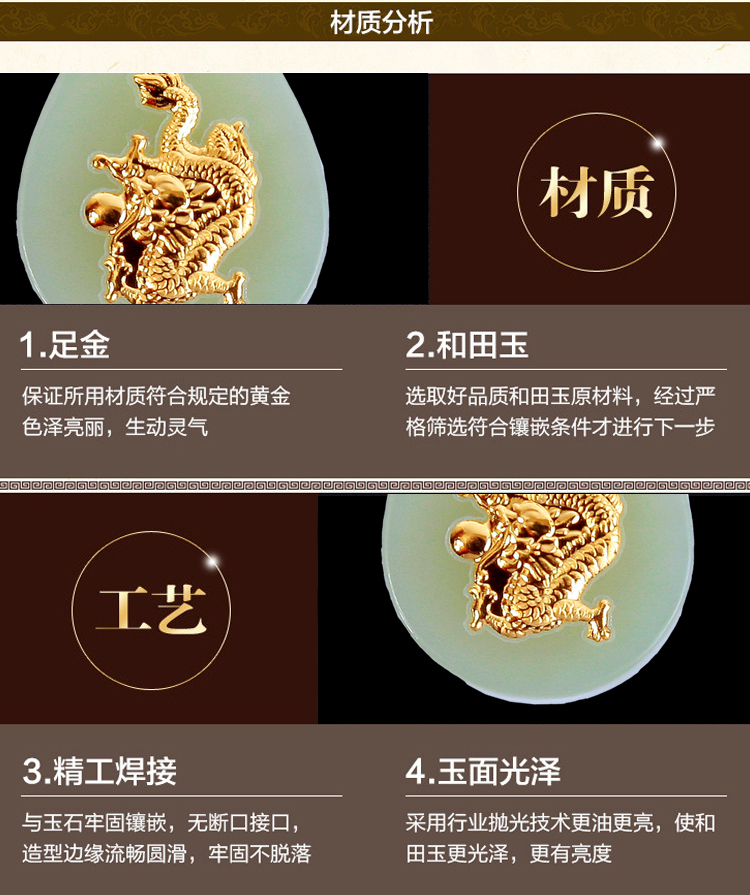 材质分析
材质
1.足金
保证所用材质符合规定的黄金
色泽亮丽，生动灵气
2.和田玉
选取好品质和田玉原材料，经过严
格筛选符合镶嵌条件才进行下一步
工艺
3.精工焊接
与玉石牢固镶嵌，无断口接口，
造型边缘流畅圆滑，牢固不脱落
4.玉面光泽
采用行业抛光技术更油更亮，使和
田玉更光泽，更有亮度